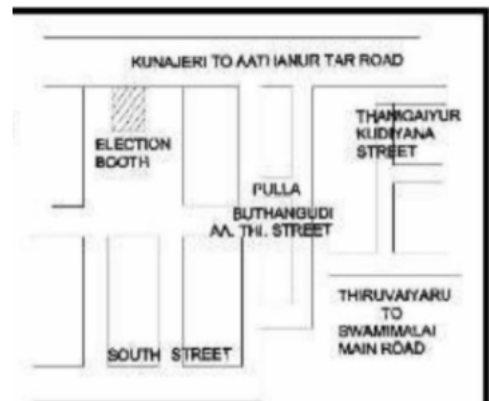 KUNAJERI TO AATHANUR TAR ROAD
THANIGAIYUR
KUDIYANA
STREET
ELECTION
BOOTH
PULLA
BUTHANGUDI
AA. THI. STREET
THIRUVAIYARU
TO
SWAMIMALAI
MAIN ROAD
SOUTH STREET